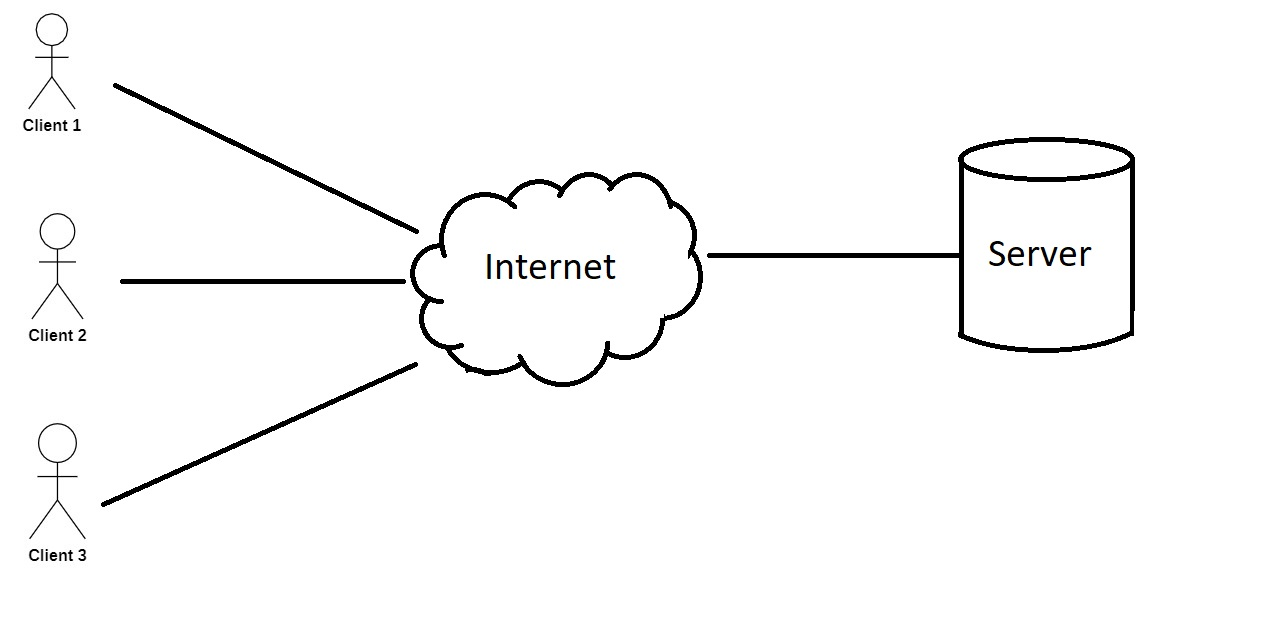 Client 1
Client 2
Client 3
Internet
Server